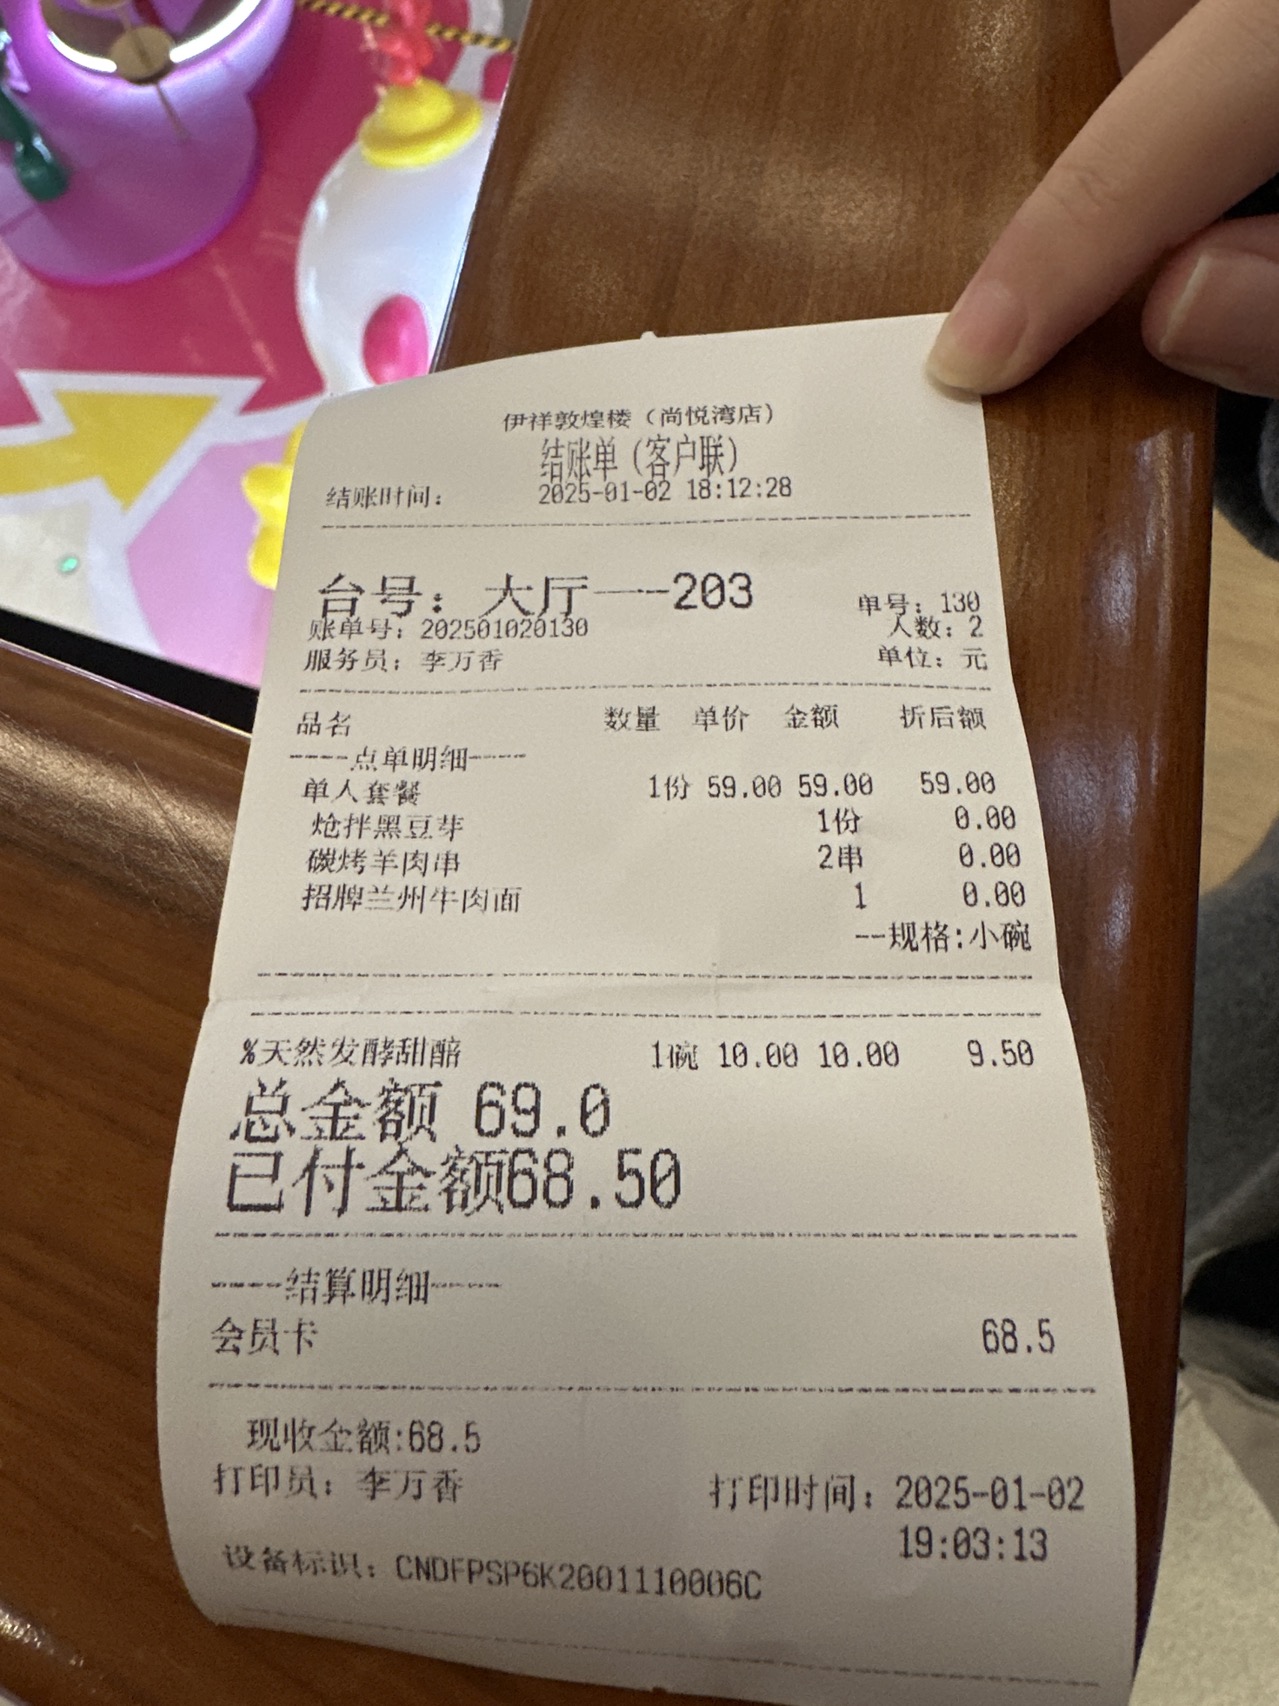 伊祥敦煌楼（尚悦湾店）
结账单（客户联）
结账时间： 2025-01-02 18:12:28
台号：大厅一--203
单号：130
账单号：202501020130 人数：2
服务员：李万香 单位：元
品名 数量 单价 金额 折后额
----点单明细----
单人套餐 1份 59.00 59.00 59.00
炝拌黑豆芽 1份 0.00
碳烤羊肉串 2串 0.00
招牌兰州牛肉面 1 0.00
--规格:小碗
%天然发酵甜醅 1碗 10.00 10.00 9.50
总金额 69.0
已付金额68.50
----结算明细----
会员卡 68.5
现收金额:68.5
打印员：李万香 打印时间：2025-01-02
19:03:13
设备标识：CNDFPSP6K2001110006C